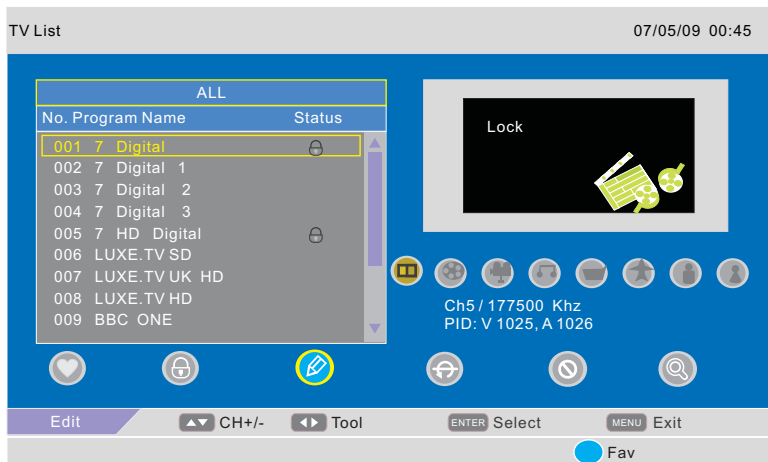 TV List 07/05/09 00:45
ALL
No. Program Name Status
001 7 Digital
002 7 Digital 1
003 7 Digital 2
004 7 Digital 3
005 7 HD Digital
006 LUXE.TV SD
007 LUXE.TV UK HD
008 LUXE.TV HD
009 BBC ONE
Lock
Ch5 / 177500 Khz
PID: V 1025, A 1026
Edit CH+/- Tool ENTER Select MENU Exit
Fav